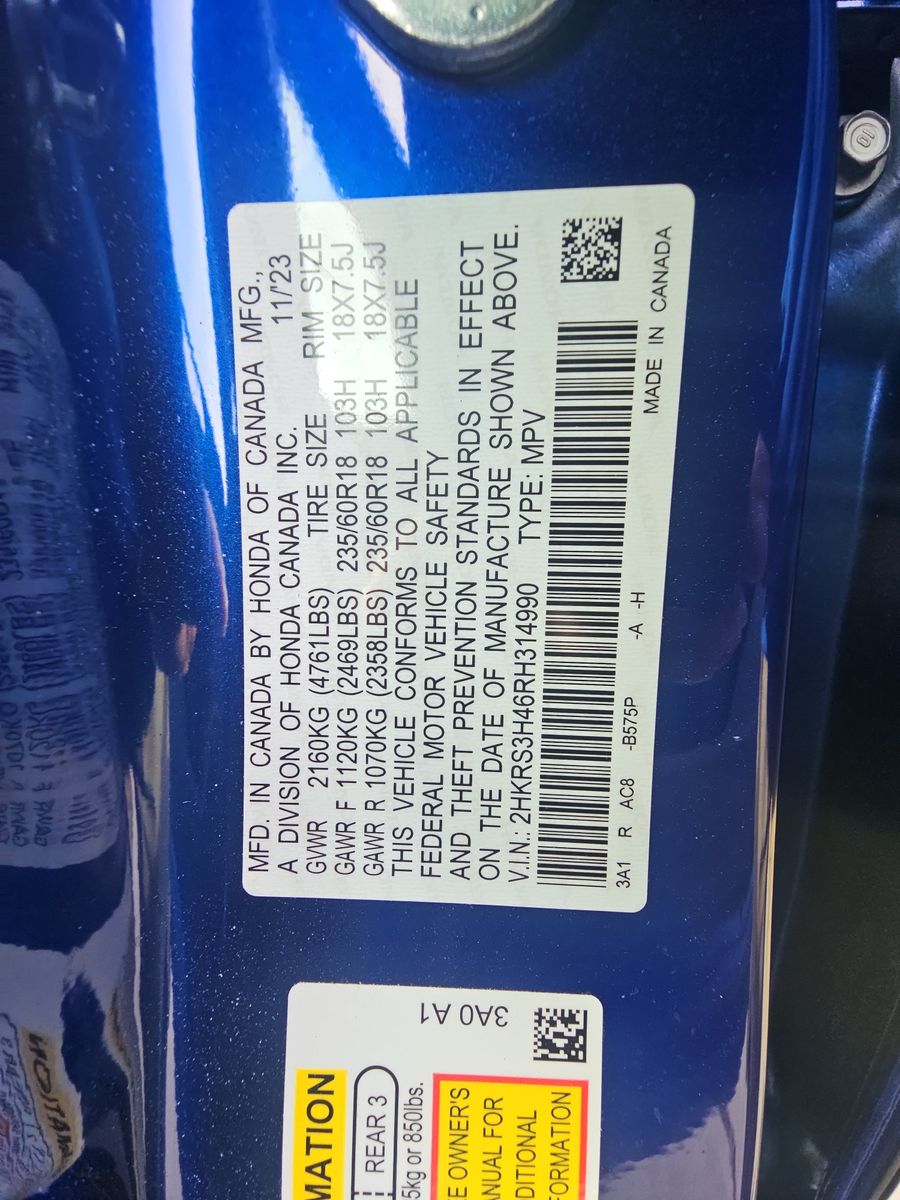 MFD. IN CANADA BY HONDA OF CANADA MFG.,
A DIVISION OF HONDA CANADA INC. 11/'23
GVWR 2160KG (4761LBS) TIRE SIZE RIM SIZE
GAWR F 1120KG (2469LBS) 235/60R18 103H 18X7.5J
GAWR R 1070KG (2358LBS) 235/60R18 103H 18X7.5J
THIS VEHICLE CONFORMS TO ALL APPLICABLE
FEDERAL MOTOR VEHICLE SAFETY
AND THEFT PREVENTION STANDARDS IN EFFECT
ON THE DATE OF MANUFACTURE SHOWN ABOVE.
V.I.N.: 2HKRS3H46RH314990 TYPE: MPV
3A1 R AC8 -B575P -A -H MADE IN CANADA
3A0 A1
MATION
REAR 3
5kg or 850lbs.
E OWNER'S
ANUAL FOR
DITIONAL
FORMATION
10